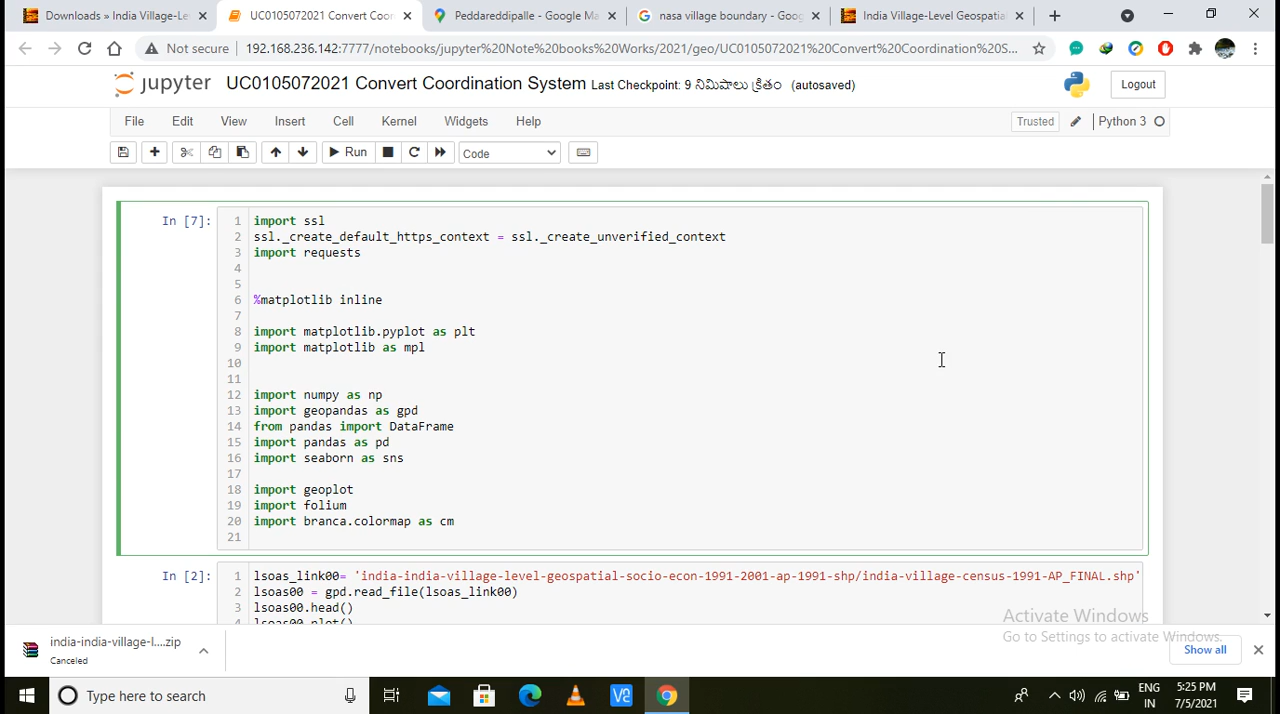 Downloads » India Village-Le
UC0105072021 Convert Coor
Peddareddipalle - Google Ma
nasa village boundary - Goog
India Village-Level Geospatia
Not secure
192.168.236.142:7777/notebooks/jupyter%20Note%20books%20Works/2021/geo/UC0105072021%20Convert%20Coordination%20S...
jupyter
UC0105072021 Convert Coordination System Last Checkpoint: 9 నిమిషాలు క్రితం (autosaved)
Logout
File Edit View Insert Cell Kernel Widgets Help
Trusted
Python 3
Run
Code
In [7]:
1 import ssl
2 ssl._create_default_https_context = ssl._create_unverified_context
3 import requests
4
5
6 %matplotlib inline
7
8 import matplotlib.pyplot as plt
9 import matplotlib as mpl
10
11
12 import numpy as np
13 import geopandas as gpd
14 from pandas import DataFrame
15 import pandas as pd
16 import seaborn as sns
17
18 import geoplot
19 import folium
20 import branca.colormap as cm
21
In [2]:
1 lsoas_link00= 'india-india-village-level-geospatial-socio-econ-1991-2001-ap-1991-shp/india-village-census-1991-AP_FINAL.shp'
2 lsoas00 = gpd.read_file(lsoas_link00)
3 lsoas00.head()
4 lsoas00.plot()
Activate Windows
Go to Settings to activate Windows.
india-india-village-l....zip
Canceled
Show all
Type here to search
ENG
IN
5:25 PM
7/5/2021